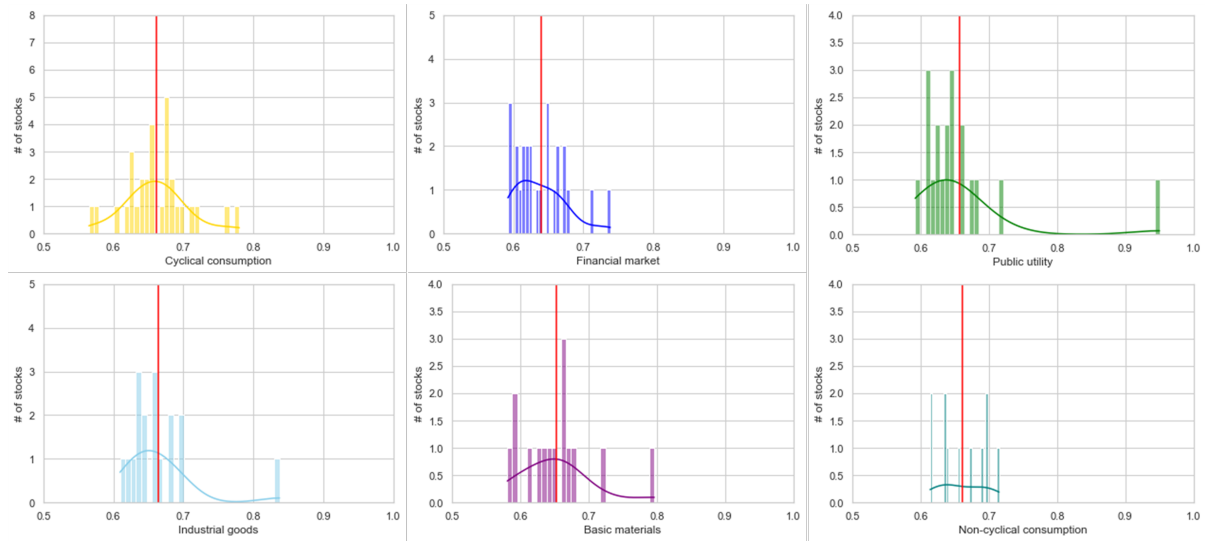 # of stocks
8
7
6
5
4
3
2
1
0
0.5 0.6 0.7 0.8 0.9 1.0
Cyclical consumption
# of stocks
5
4
3
2
1
0
0.5 0.6 0.7 0.8 0.9 1.0
Financial market
# of stocks
4.0
3.5
3.0
2.5
2.0
1.5
1.0
0.5
0.0
0.5 0.6 0.7 0.8 0.9 1.0
Public utility
# of stocks
5
4
3
2
1
0
0.5 0.6 0.7 0.8 0.9 1.0
Industrial goods
# of stocks
4.0
3.5
3.0
2.5
2.0
1.5
1.0
0.5
0.0
0.5 0.6 0.7 0.8 0.9 1.0
Basic materials
# of stocks
4.0
3.5
3.0
2.5
2.0
1.5
1.0
0.5
0.0
0.5 0.6 0.7 0.8 0.9 1.0
Non-cyclical consumption